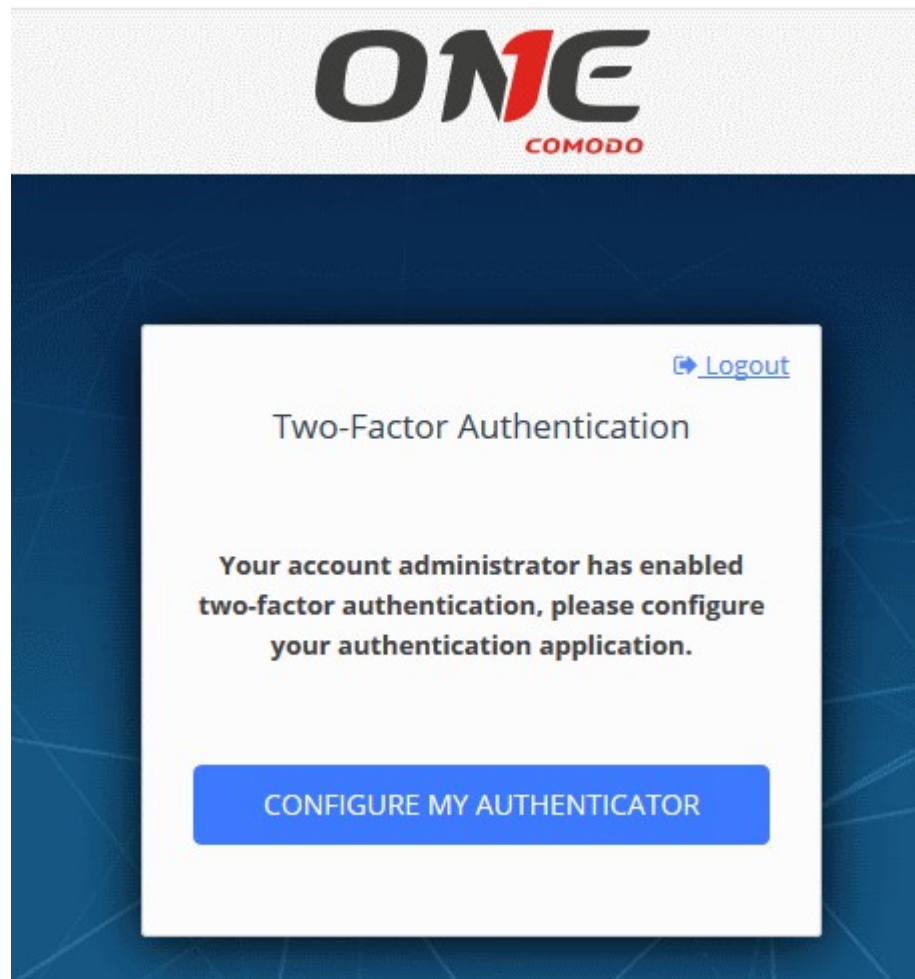 ONE
COMODO
Logout
Two-Factor Authentication
Your account administrator has enabled
two-factor authentication, please configure
your authentication application.
CONFIGURE MY AUTHENTICATOR